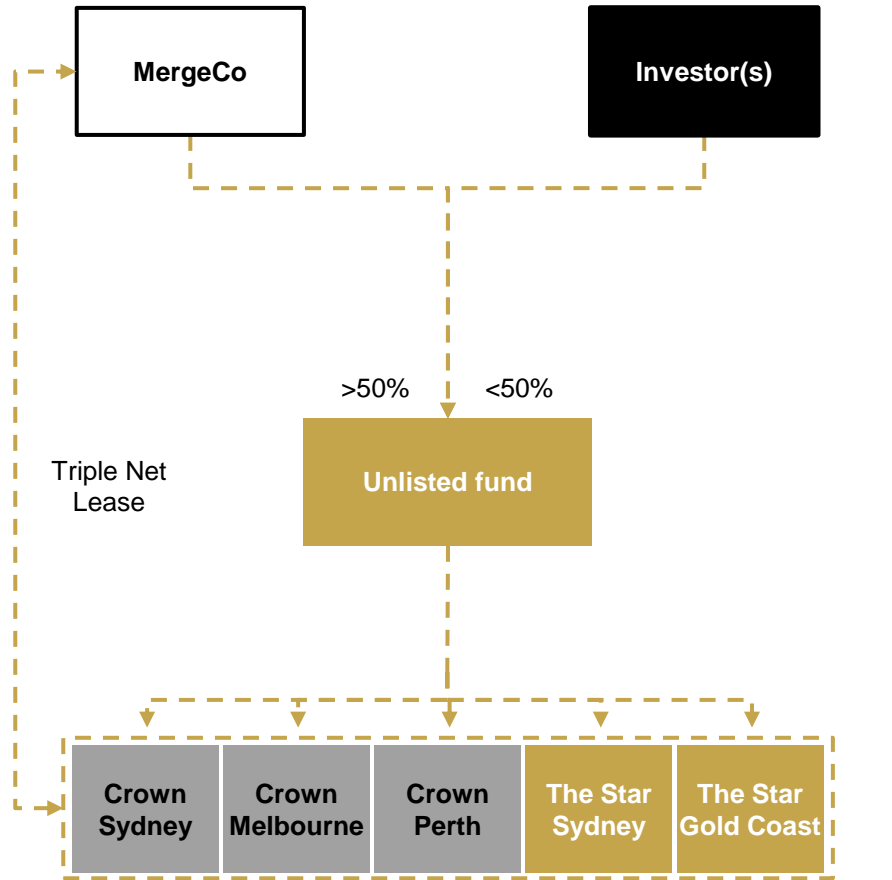 MergeCo
Investor(s)
>50%
<50%
Unlisted fund
Triple Net
Lease
Crown
Sydney
Crown
Melbourne
Crown
Perth
The Star
Sydney
The Star
Gold Coast